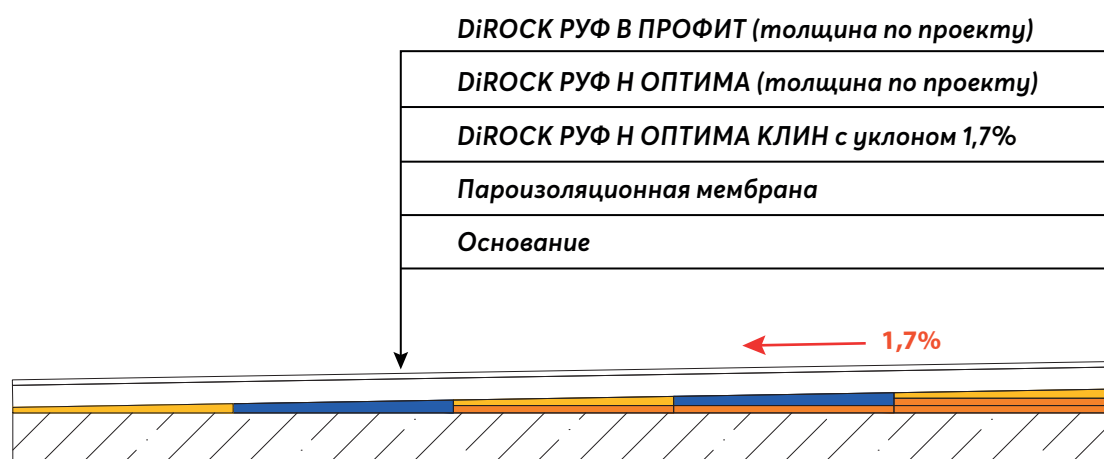 DiROCK РУФ В ПРОФИТ (толщина по проекту)
DiROCK РУФ Н ОПТИМА (толщина по проекту)
DiROCK РУФ Н ОПТИМА КЛИН с уклоном 1,7%
Пароизоляционная мембрана
Основание
1,7%